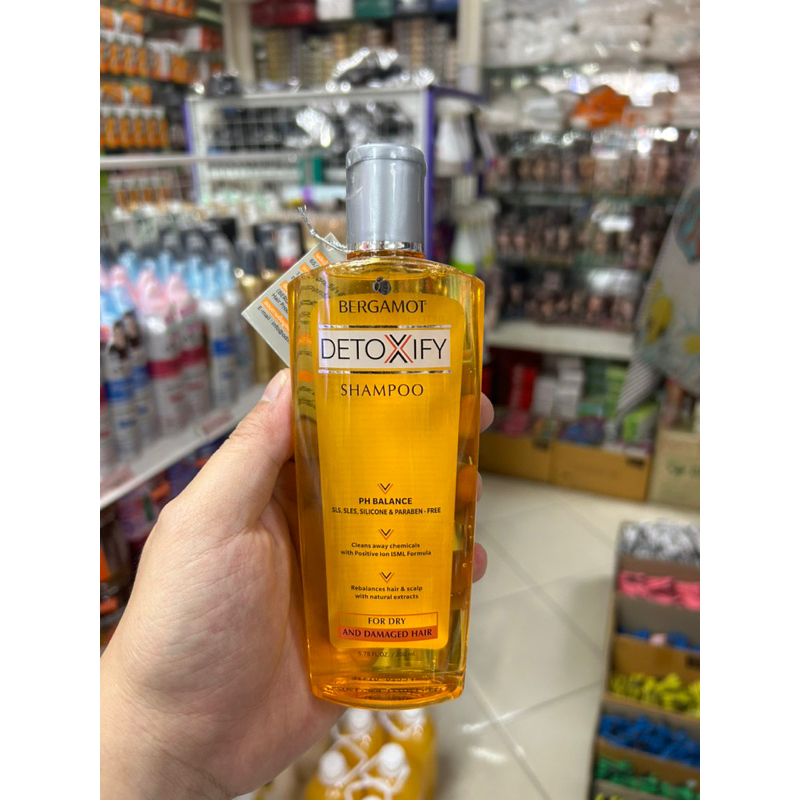 BERGAMOT
DETOXIFY
SHAMPOO
PH BALANCE
SLS, SLES, SILICONE & PARABEN - FREE
Cleans away chemicals
with Positive Ion ISML Formula
Rebalances hair & scalp
with natural extracts
FOR DRY
AND DAMAGED HAIR